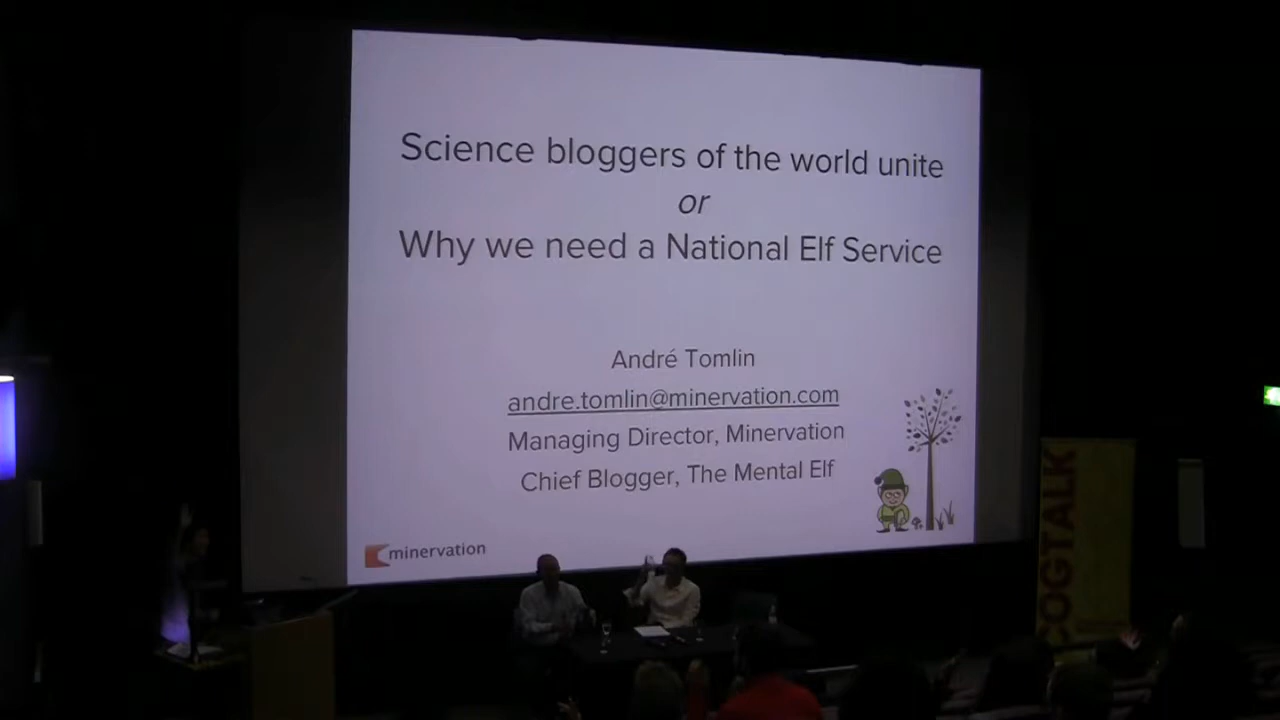 Science bloggers of the world unite
or
Why we need a National Elf Service
André Tomlin
andre.tomlin@minervation.com
Managing Director, Minervation
Chief Blogger, The Mental Elf
minervation
COGTALK